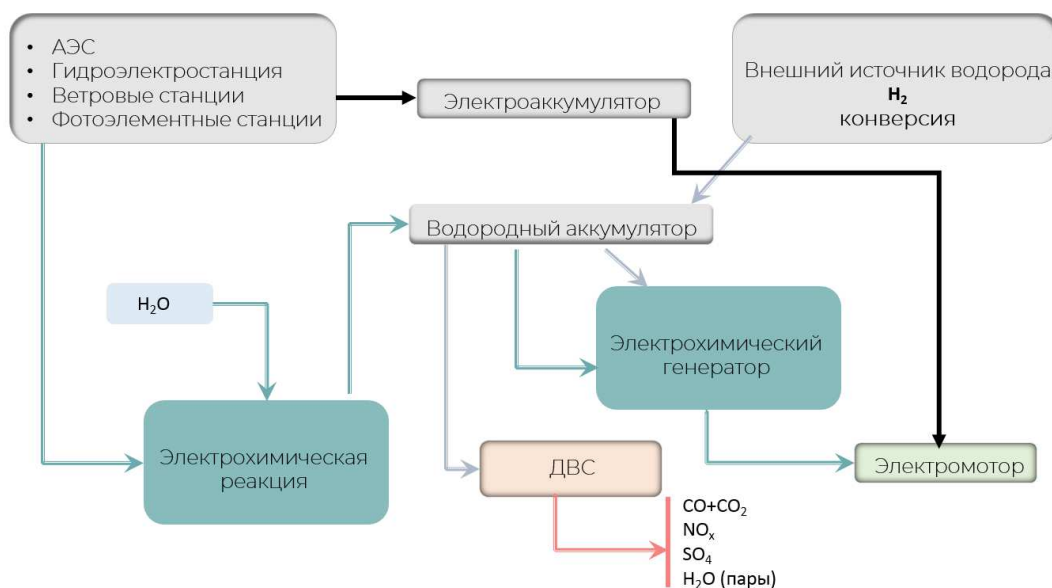 • АЭС
• Гидроэлектростанция
• Ветровые станции
• Фотоэлементные станции
Электроаккумулятор
Внешний источник водорода
H₂
конверсия
Водородный аккумулятор
H₂O
Электрохимический
генератор
Электрохимическая
реакция
ДВС
Электромотор
CO+CO₂
NOₓ
SO₄
H₂O (пары)